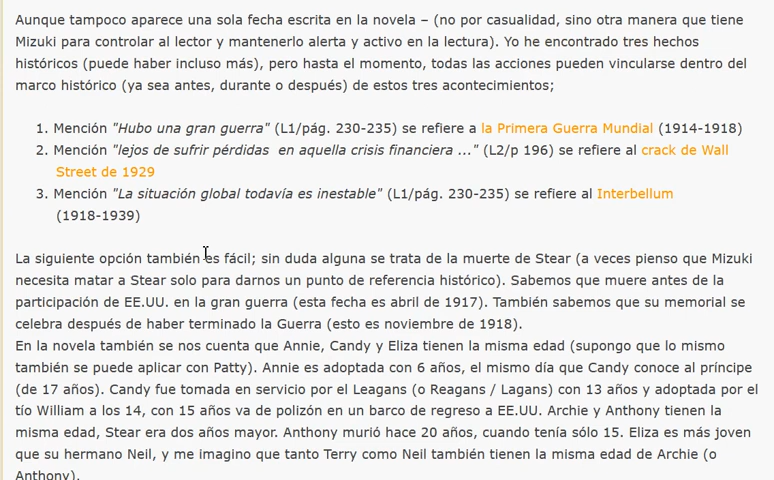 Aunque tampoco aparece una sola fecha escrita en la novela – (no por casualidad, sino otra manera que tiene
Mizuki para controlar al lector y mantenerlo alerta y activo en la lectura). Yo he encontrado tres hechos
históricos (puede haber incluso más), pero hasta el momento, todas las acciones pueden vincularse dentro del
marco histórico (ya sea antes, durante o después) de estos tres acontecimientos;
1. Mención "Hubo una gran guerra" (L1/pág. 230-235) se refiere a la Primera Guerra Mundial (1914-1918)
2. Mención "lejos de sufrir pérdidas en aquella crisis financiera ..." (L2/p 196) se refiere al crack de Wall
Street de 1929
3. Mención "La situación global todavía es inestable" (L1/pág. 230-235) se refiere al Interbellum
(1918-1939)
La siguiente opción también es fácil; sin duda alguna se trata de la muerte de Stear (a veces pienso que Mizuki
necesita matar a Stear solo para darnos un punto de referencia histórico). Sabemos que muere antes de la
participación de EE.UU. en la gran guerra (esta fecha es abril de 1917). También sabemos que su memorial se
celebra después de haber terminado la Guerra (esto es noviembre de 1918).
En la novela también se nos cuenta que Annie, Candy y Eliza tienen la misma edad (supongo que lo mismo
también se puede aplicar con Patty). Annie es adoptada con 6 años, el mismo día que Candy conoce al príncipe
(de 17 años). Candy fue tomada en servicio por el Leagans (o Reagans / Lagans) con 13 años y adoptada por el
tío William a los 14, con 15 años va de polizón en un barco de regreso a EE.UU. Archie y Anthony tienen la
misma edad, Stear era dos años mayor. Anthony murió hace 20 años, cuando tenía sólo 15. Eliza es más joven
que su hermano Neil, y me imagino que tanto Terry como Neil también tienen la misma edad de Archie (o
Anthony).